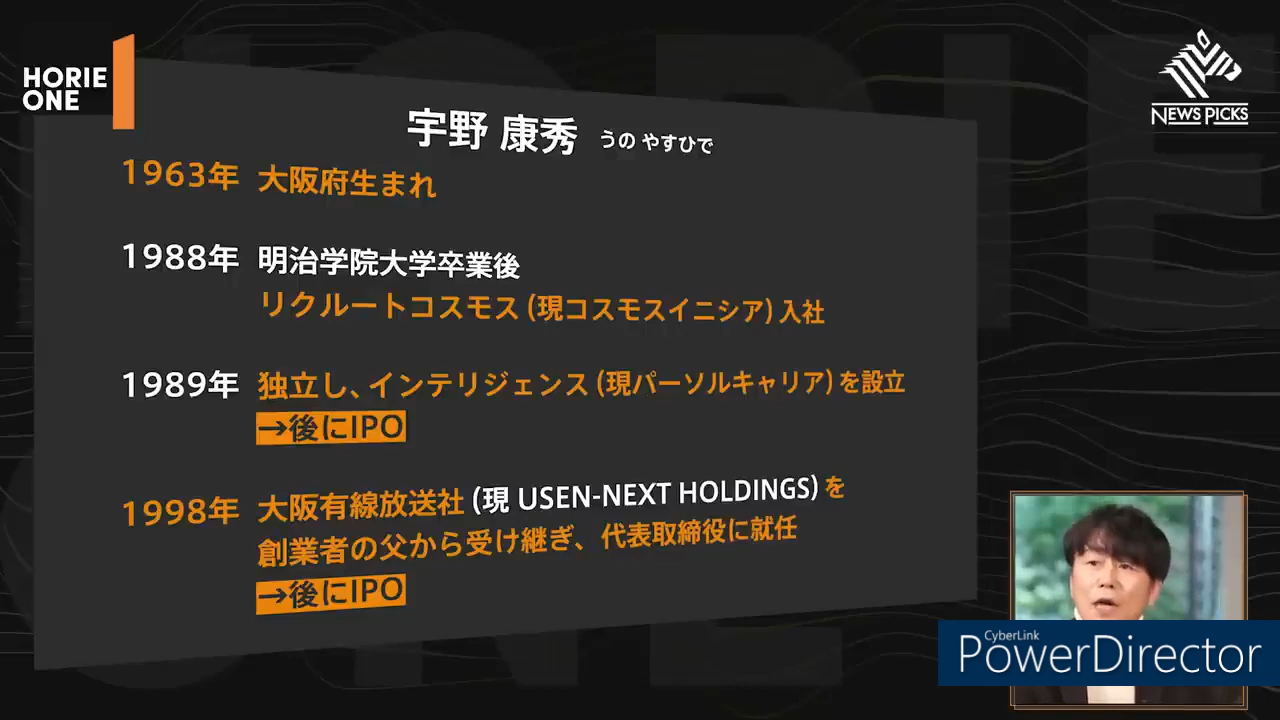 HORIE
ONE
NEWS PICKS
宇野 康秀 うの やすひで
1963年 大阪府生まれ
1988年 明治学院大学卒業後
リクルートコスモス (現コスモスイニシア) 入社
1989年 独立し、インテリジェンス (現パーソルキャリア) を設立
→後にIPO
1998年 大阪有線放送社 (現 USEN-NEXT HOLDINGS) を
創業者の父から受け継ぎ、代表取締役に就任
→後にIPO
CyberLink
PowerDirector